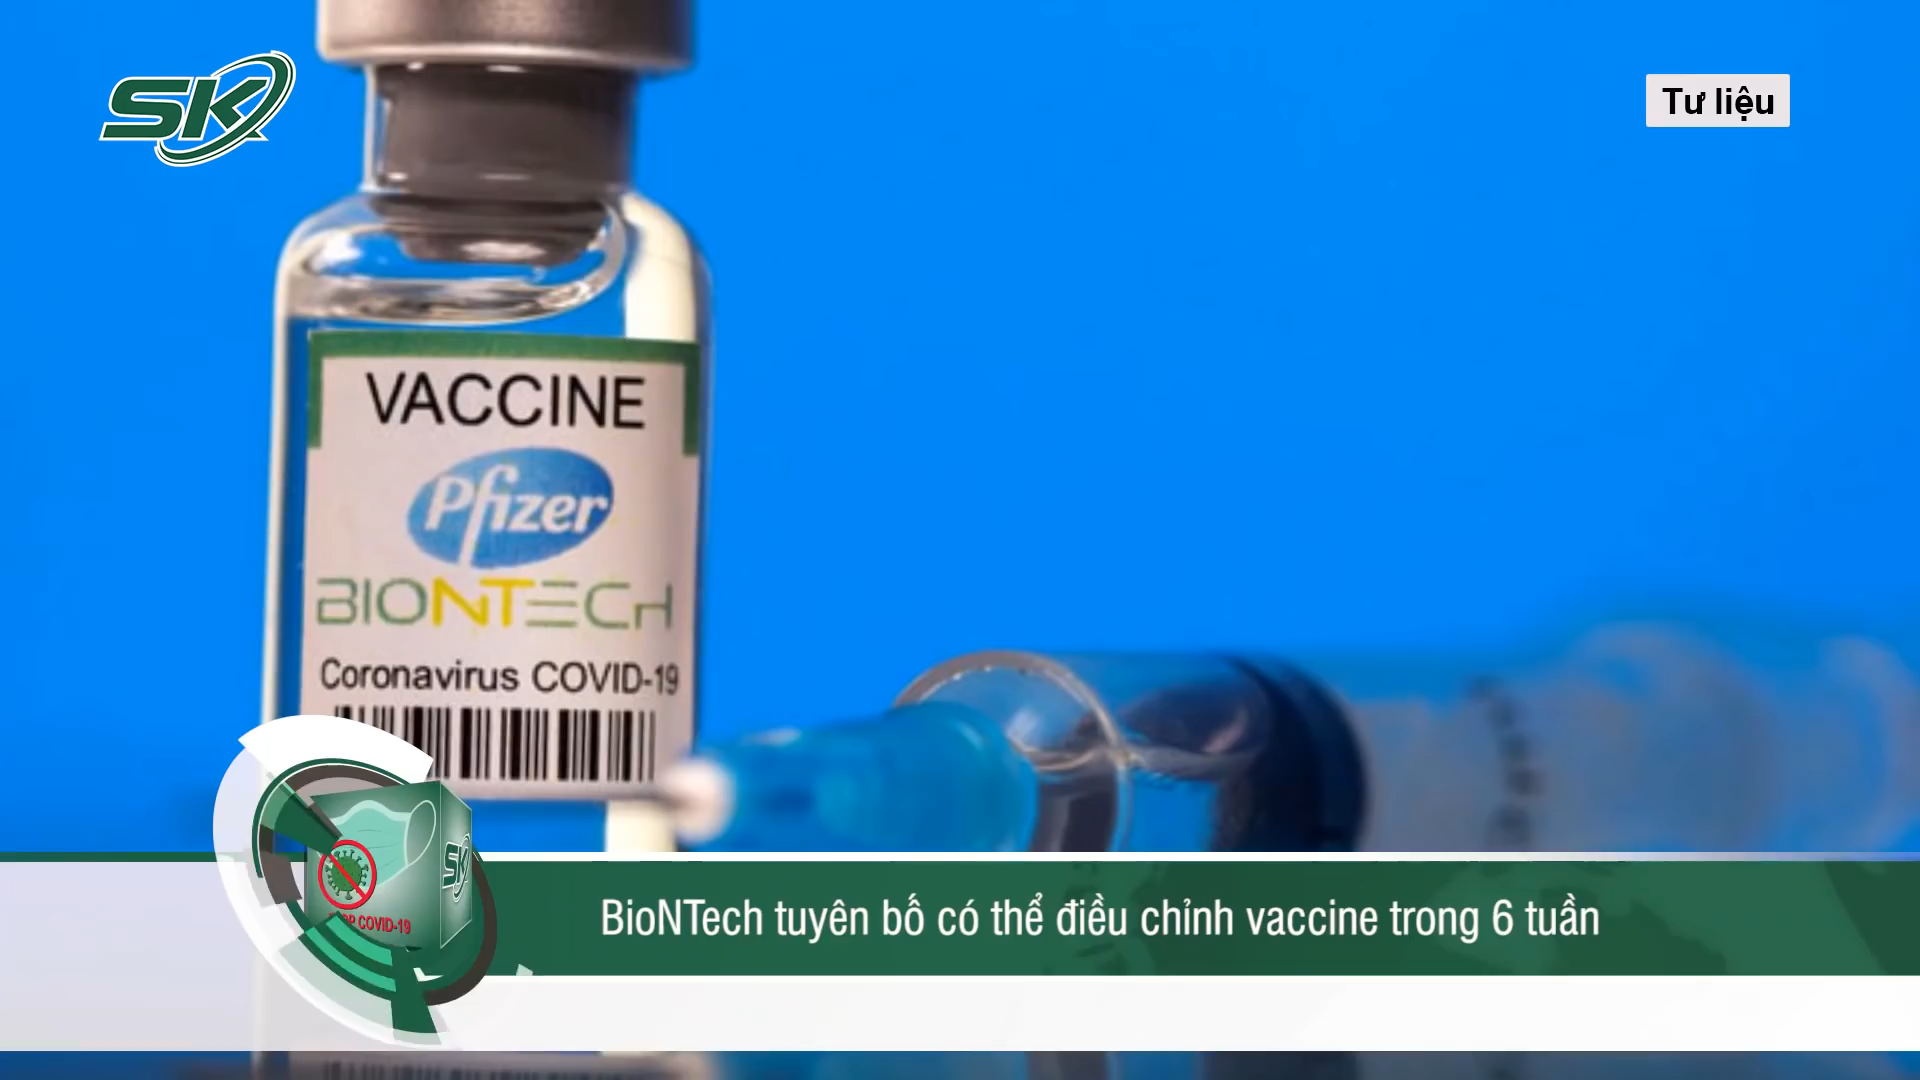 SK
Tư liệu
VACCINE
Pfizer
BIONTECH
Coronavirus COVID-19
SK
COVID-19
BioNTech tuyên bố có thể điều chỉnh vaccine trong 6 tuần